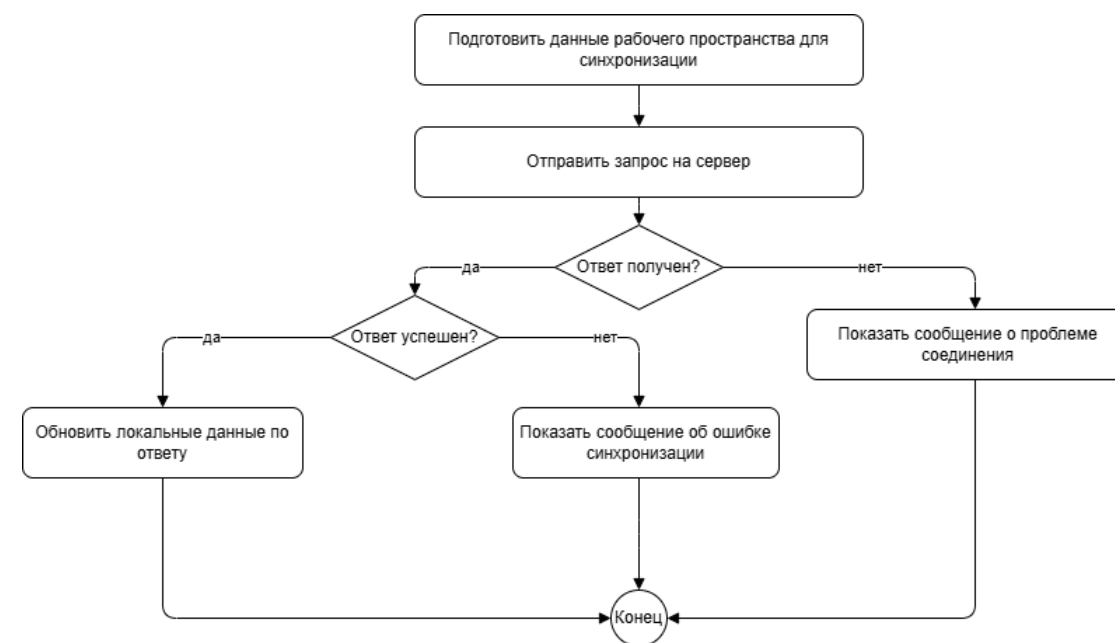 Подготовить данные рабочего пространства для
синхронизации
Отправить запрос на сервер
Ответ получен?
да
нет
Ответ успешен?
да
нет
Показать сообщение о проблеме
соединения
Обновить локальные данные по
ответу
Показать сообщение об ошибке
синхронизации
Конец